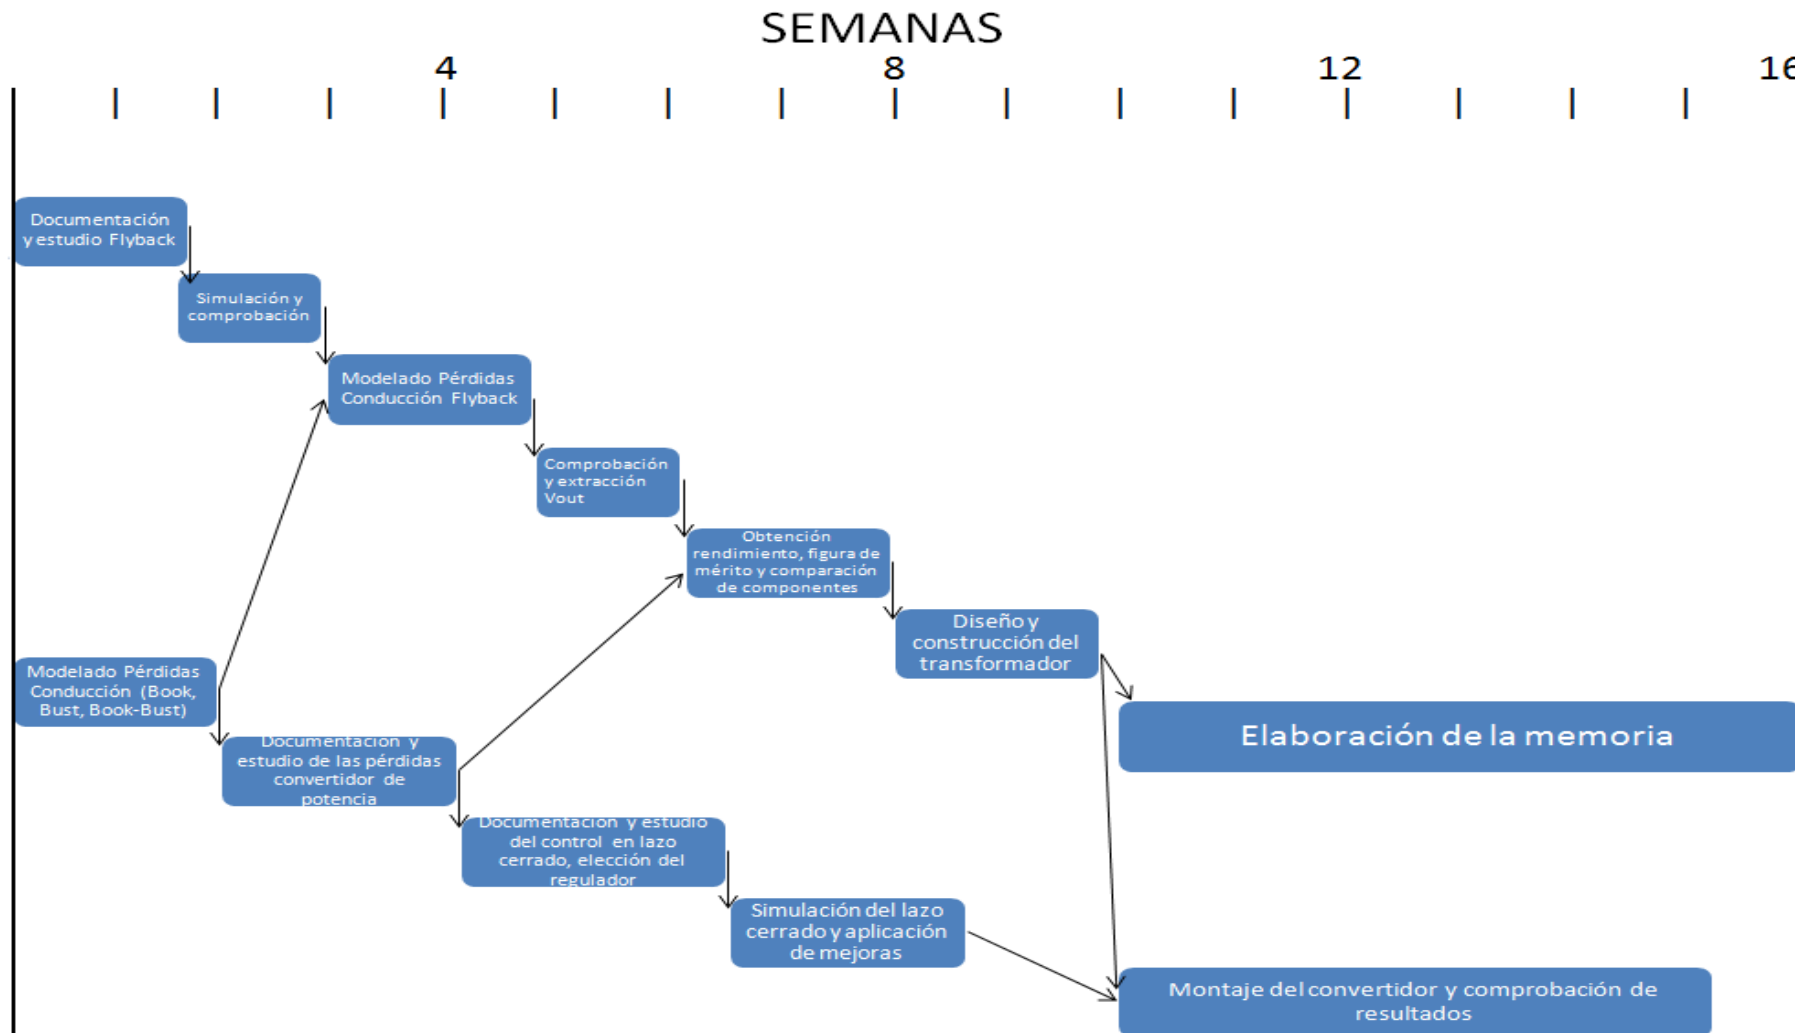 SEMANAS
4 8 12 16
Documentación
y estudio Flyback
Simulación y
comprobación
Modelado Pérdidas
Conducción Flyback
Comprobación
y extracción
Vout
Obtención
rendimiento, figura de
mérito y comparación
de componentes
Diseño y
construcción del
transformador
Modelado Pérdidas
Conducción (Book,
Bust, Book-Bust)
Elaboración de la memoria
Documentación y
estudio de las pérdidas
convertidor de
potencia
Documentación y estudio
del control en lazo
cerrado, elección del
regulador
Simulación del lazo
cerrado y aplicación
de mejoras
Montaje del convertidor y comprobación de
resultados